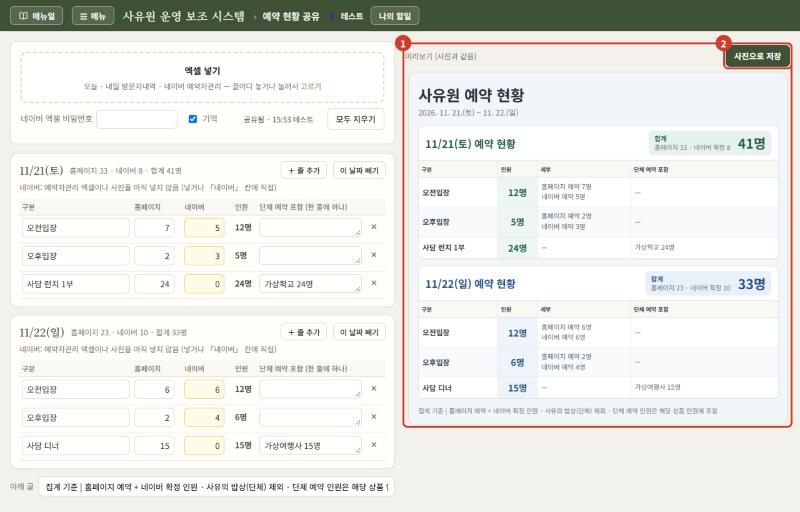 매뉴얼 ☰ 메뉴 사유원 운영 보조 시스템 › 예약 현황 공유 테스트 나의 할일
엑셀 넣기
오늘 · 내일 방문자내역 · 네이버 예약자관리 — 끌어다 놓거나 눌러서 고르기
네이버 엑셀 비밀번호 기억 공유됨 · 15:53 테스트 모두 지우기
11/21(토) 홈페이지 33 · 네이버 8 · 합계 41명 + 줄 추가 이 날짜 빼기
네이버: 예약자관리 엑셀이나 사진을 아직 넣지 않음 (넣거나 「네이버」 칸에 직접)
구분 홈페이지 네이버 인원 단체 예약 포함 (한 줄에 하나)
오전입장 7 5 12명 ×
오후입장 2 3 5명 ×
사담 런치 1부 24 0 24명 가상학교 24명 ×
11/22(일) 홈페이지 23 · 네이버 10 · 합계 33명 + 줄 추가 이 날짜 빼기
네이버: 예약자관리 엑셀이나 사진을 아직 넣지 않음 (넣거나 「네이버」 칸에 직접)
구분 홈페이지 네이버 인원 단체 예약 포함 (한 줄에 하나)
오전입장 6 6 12명 ×
오후입장 2 4 6명 ×
사담 디너 15 0 15명 가상여행사 15명 ×
아래 글 집계 기준 | 홈페이지 예약 + 네이버 확정 인원 · 사유의 밥상(단체) 제외 · 단체 예약 인원은 해당 상품
1 2
미리보기 (사진과 같음) 사진으로 저장
사유원 예약 현황
2026. 11. 21.(토) – 11. 22.(일)
11/21(토) 예약 현황 합계 홈페이지 33 · 네이버 확정 8 41명
구분 인원 세부 단체 예약 포함
오전입장 12명 홈페이지 예약 7명 —
네이버 예약 5명
오후입장 5명 홈페이지 예약 2명 —
네이버 예약 3명
사담 런치 1부 24명 — 가상학교 24명
11/22(일) 예약 현황 합계 홈페이지 23 · 네이버 확정 10 33명
구분 인원 세부 단체 예약 포함
오전입장 12명 홈페이지 예약 6명 —
네이버 예약 6명
오후입장 6명 홈페이지 예약 2명 —
네이버 예약 4명
사담 디너 15명 — 가상여행사 15명
집계 기준 | 홈페이지 예약 + 네이버 확정 인원 · 사유의 밥상(단체) 제외 · 단체 예약 인원은 해당 상품 인원에 포함